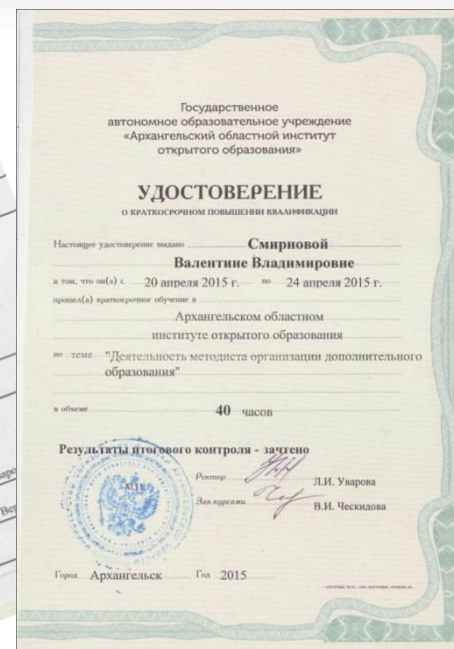 Государственное
автономное образовательное учреждение
«Архангельский областной институт
открытого образования»
УДОСТОВЕРЕНИЕ
О КРАТКОСРОЧНОМ ПОВЫШЕНИИ КВАЛИФИКАЦИИ
Настоящее удостоверение выдано Смирновой
Валентине Владимировне
в том, что он(а) с 20 апреля 2015 г. по 24 апреля 2015 г.
прошел(а) краткосрочное обучение в
Архангельском областном
институте открытого образования
по теме "Деятельность методиста организации дополнительного
образования"
в объеме 40 часов
Результаты итогового контроля - зачтено
Ректор Л.И. Уварова
Зав.курсами В.И. Ческидова
Город Архангельск Год 2015